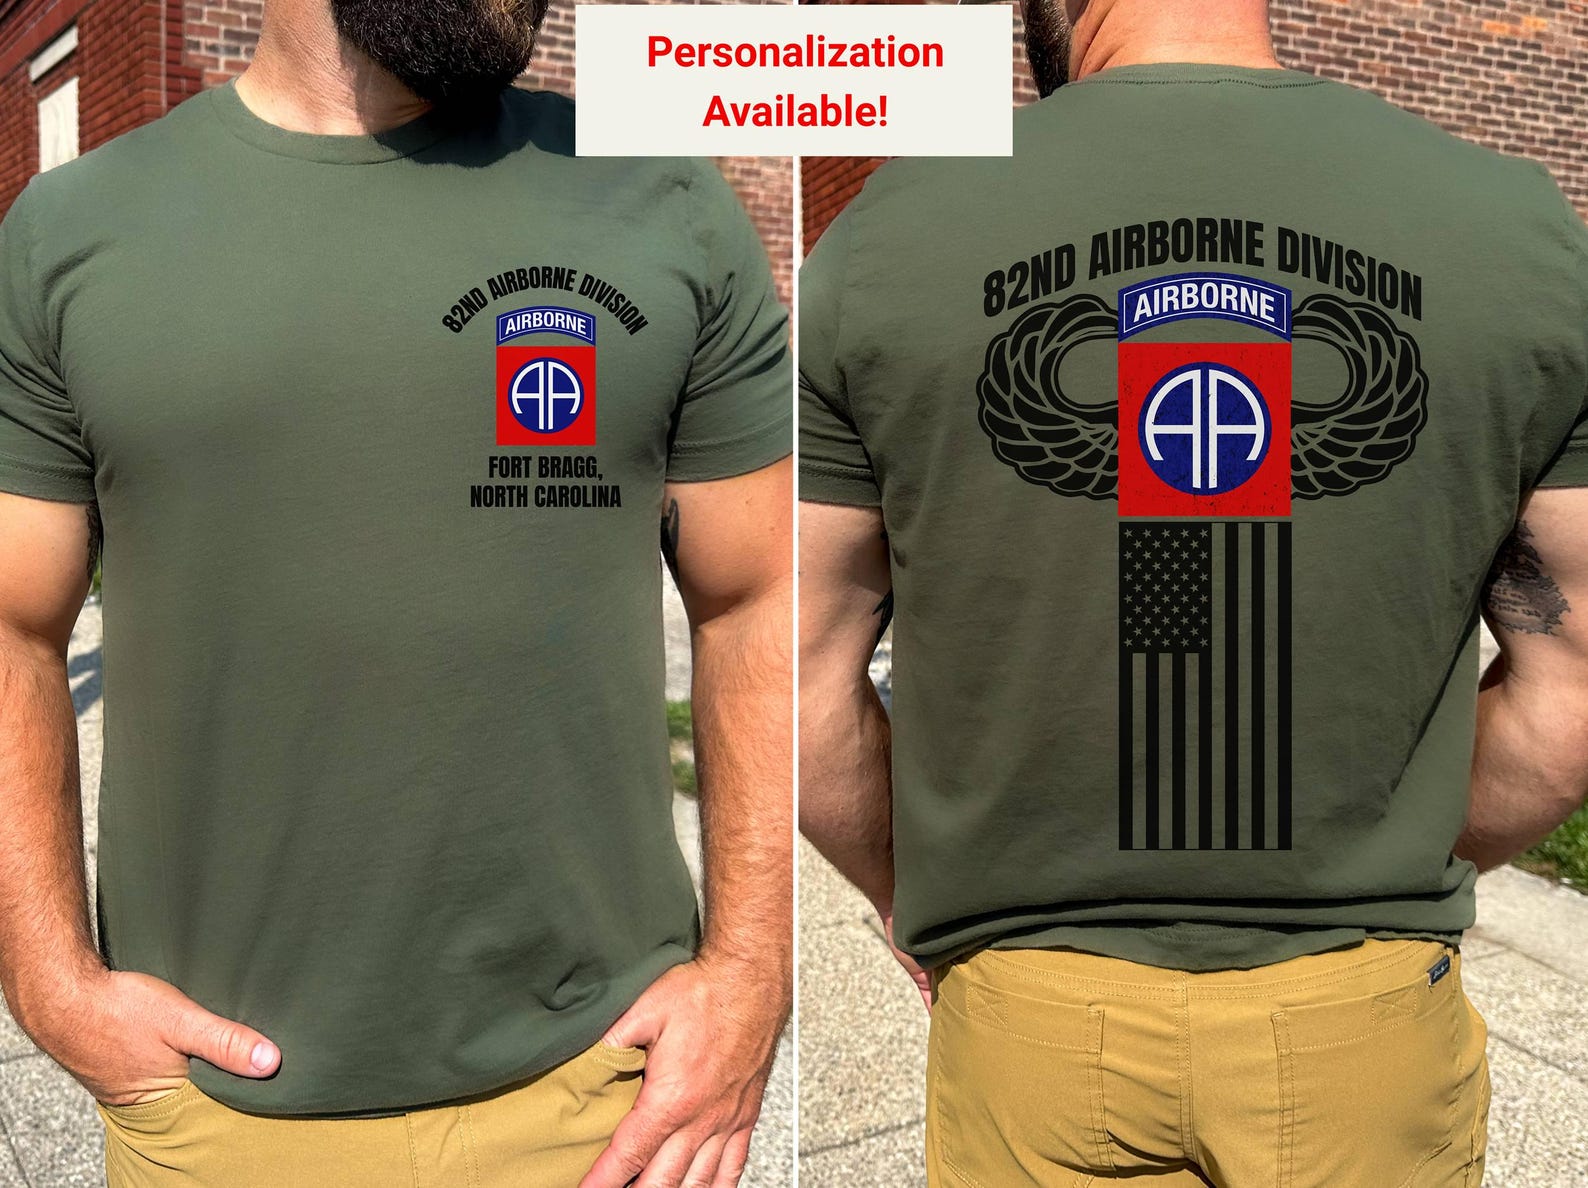 Personalization
Available!
82ND AIRBORNE DIVISION
AIRBORNE
AA
FORT BRAGG,
NORTH CAROLINA
82ND AIRBORNE DIVISION
AIRBORNE
AA